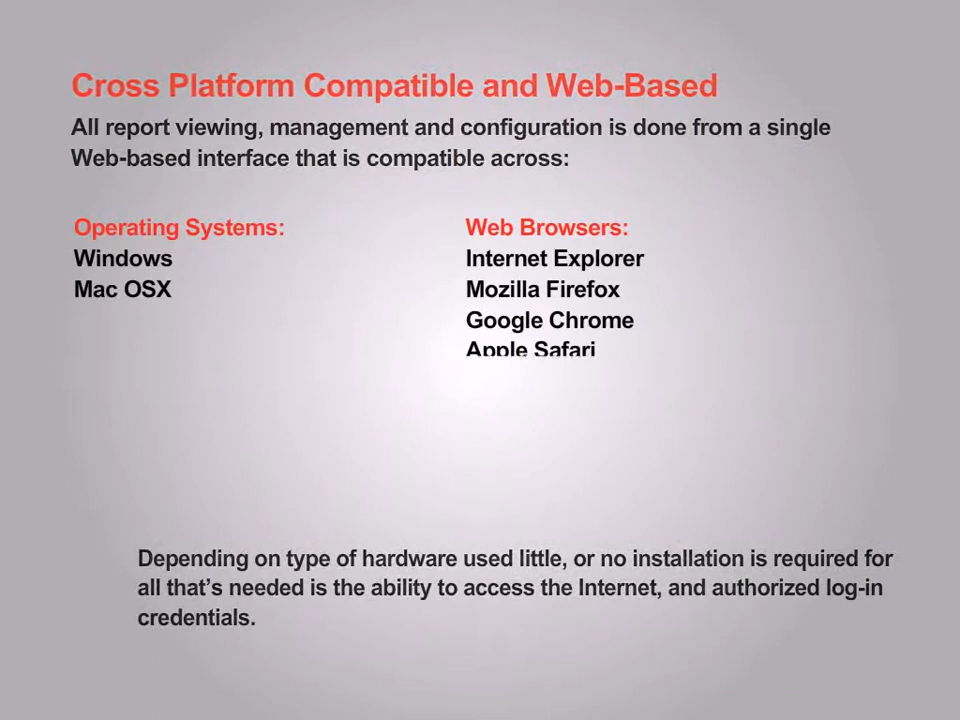 Cross Platform Compatible and Web-Based
All report viewing, management and configuration is done from a single
Web-based interface that is compatible across:
Operating Systems:
Windows
Mac OSX
Web Browsers:
Internet Explorer
Mozilla Firefox
Google Chrome
Apple Safari
Depending on type of hardware used little, or no installation is required for
all that’s needed is the ability to access the Internet, and authorized log-in
credentials.